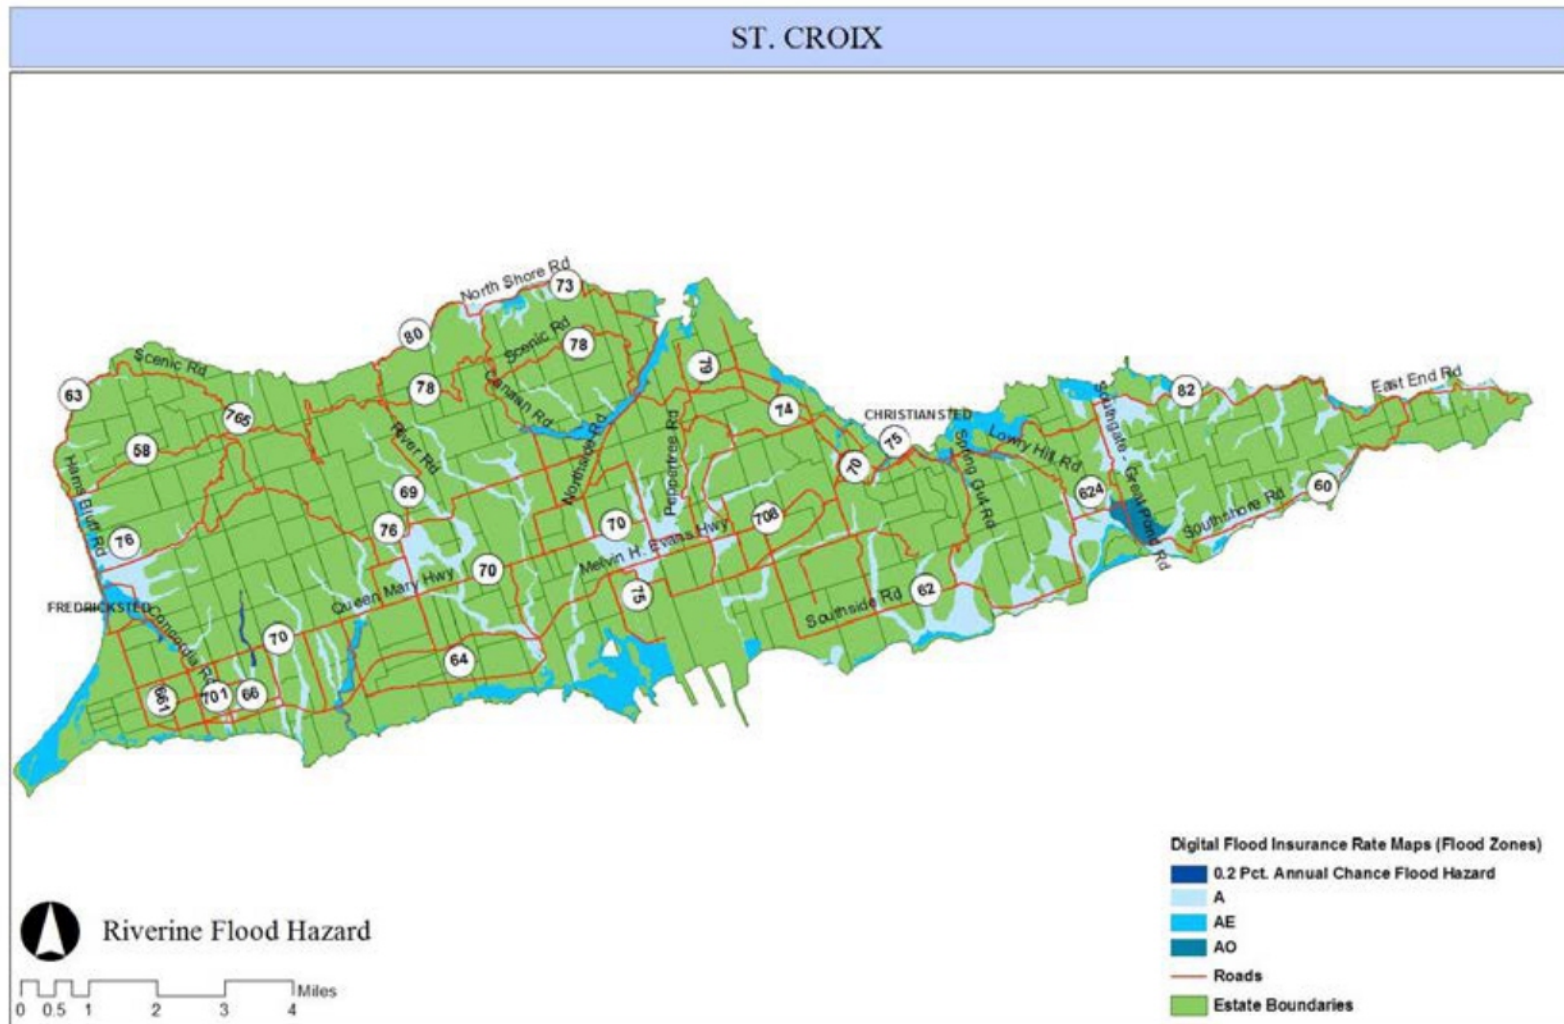 ST. CROIX
North Shore Rd
73
80
Scenic Rd
78
Scenic Rd
63
78
79
Canaan Rd
82
East End Rd
765
74
CHRISTIANSTED
58
River Rd
Northside Rd
Peppertree Rd
75
Lowry Hill Rd
Southgate - Great Pond Rd
Hams Bluff Rd
70
Spring Gut Rd
69
624
60
76
76
70
708
Southshore Rd
Melvin H. Evans Hwy
70
Queen Mary Hwy
75
62
Southside Rd
FREDRICKSTED
Concordia Rd
70
64
661
701
66
Digital Flood Insurance Rate Maps (Flood Zones)
0.2 Pct. Annual Chance Flood Hazard
A
AE
AO
Roads
Estate Boundaries
Riverine Flood Hazard
Miles
0 0.5 1 2 3 4